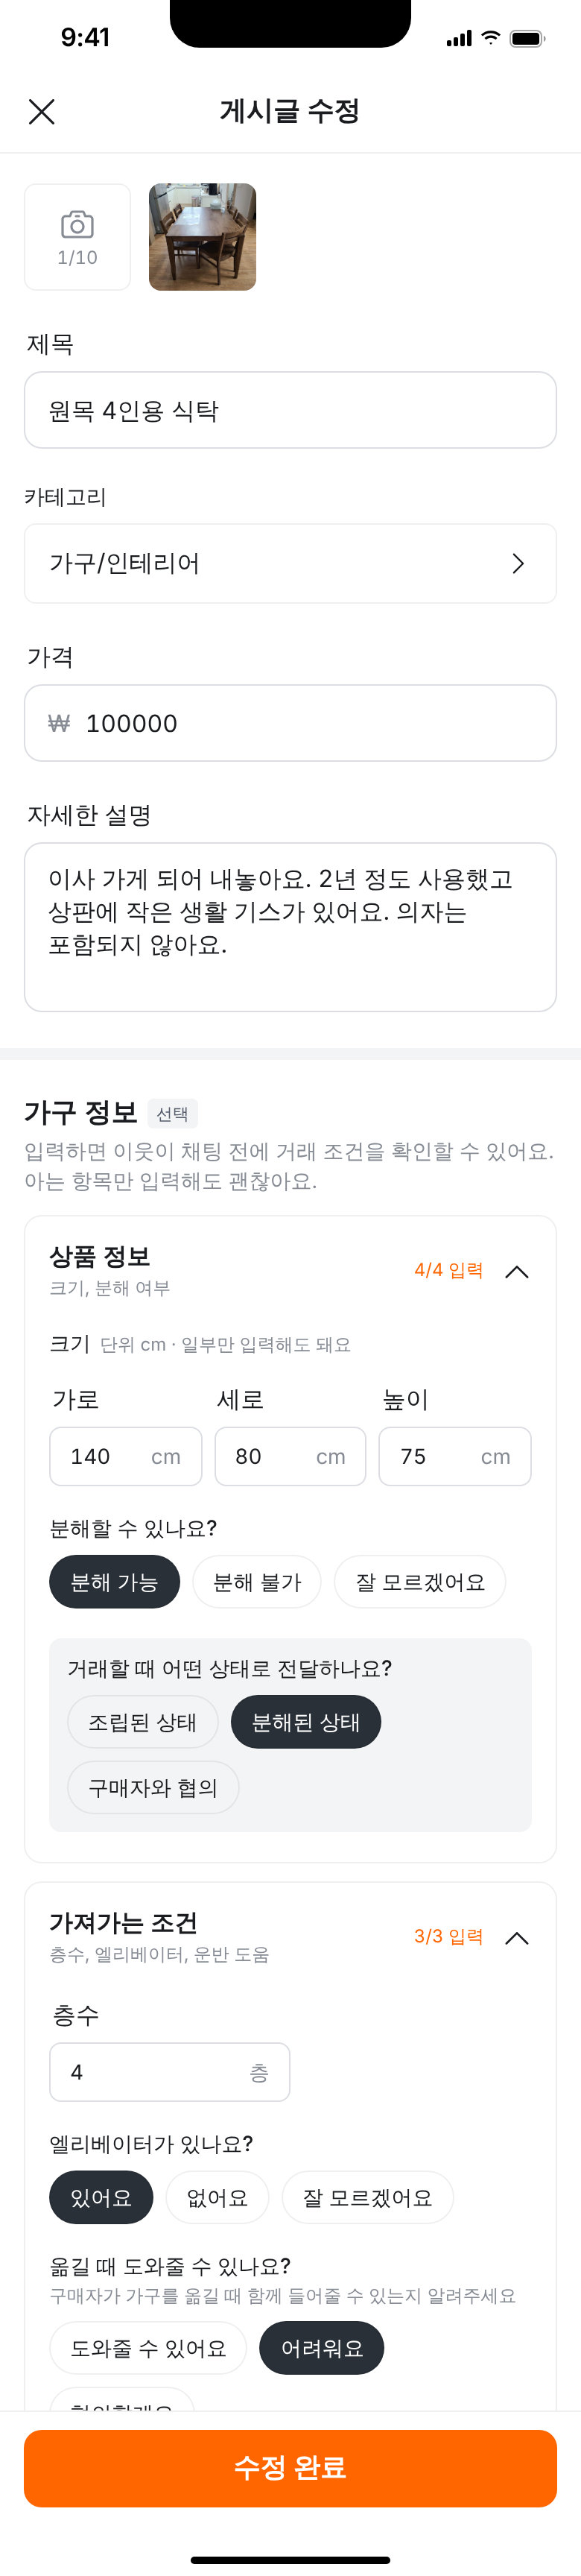 9:41
게시글 수정
1/10
제목
원목 4인용 식탁
카테고리
가구/인테리어
가격
₩ 100000
자세한 설명
이사 가게 되어 내놓아요. 2년 정도 사용했고
상판에 작은 생활 기스가 있어요. 의자는
포함되지 않아요.
가구 정보 선택
입력하면 이웃이 채팅 전에 거래 조건을 확인할 수 있어요.
아는 항목만 입력해도 괜찮아요.
상품 정보
4/4 입력
크기, 분해 여부
크기 단위 cm · 일부만 입력해도 돼요
가로 세로 높이
140 cm 80 cm 75 cm
분해할 수 있나요?
분해 가능 분해 불가 잘 모르겠어요
거래할 때 어떤 상태로 전달하나요?
조립된 상태 분해된 상태
구매자와 협의
가져가는 조건
3/3 입력
층수, 엘리베이터, 운반 도움
층수
4 층
엘리베이터가 있나요?
있어요 없어요 잘 모르겠어요
옮길 때 도와줄 수 있나요?
구매자가 가구를 옮길 때 함께 들어줄 수 있는지 알려주세요
도와줄 수 있어요 어려워요
수정 완료